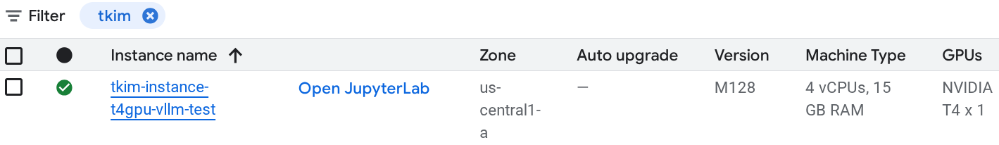 Filter tkim
Instance name Zone Auto upgrade Version Machine Type GPUs
tkim-instance- Open JupyterLab us- — M128 4 vCPUs, 15 NVIDIA
t4gpu-vllm-test central1- GB RAM T4 x 1
a